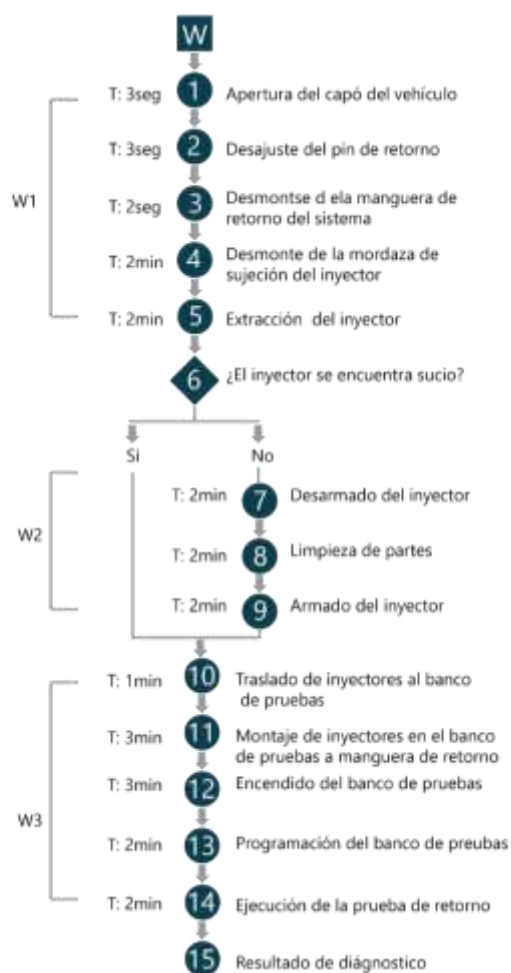 W
T: 3seg 1 Apertura del capó del vehículo
T: 3seg 2 Desajuste del pin de retorno
W1
T: 2seg 3 Desmontse d ela manguera de
retorno del sistema
T: 2min 4 Desmonte de la mordaza de
sujeción del inyector
T: 2min 5 Extracción del inyector
6 ¿El inyector se encuentra sucio?
Si No
T: 2min 7 Desarmado del inyector
W2
T: 2min 8 Limpieza de partes
T: 2min 9 Armado del inyector
T: 1min 10 Traslado de inyectores al banco
de pruebas
T: 3min 11 Montaje de inyectores en el banco
de pruebas a manguera de retorno
T: 3min 12 Encendido del banco de pruebas
W3
T: 2min 13 Programación del banco de preubas
T: 2min 14 Ejecución de la prueba de retorno
15 Resultado de diágnostico